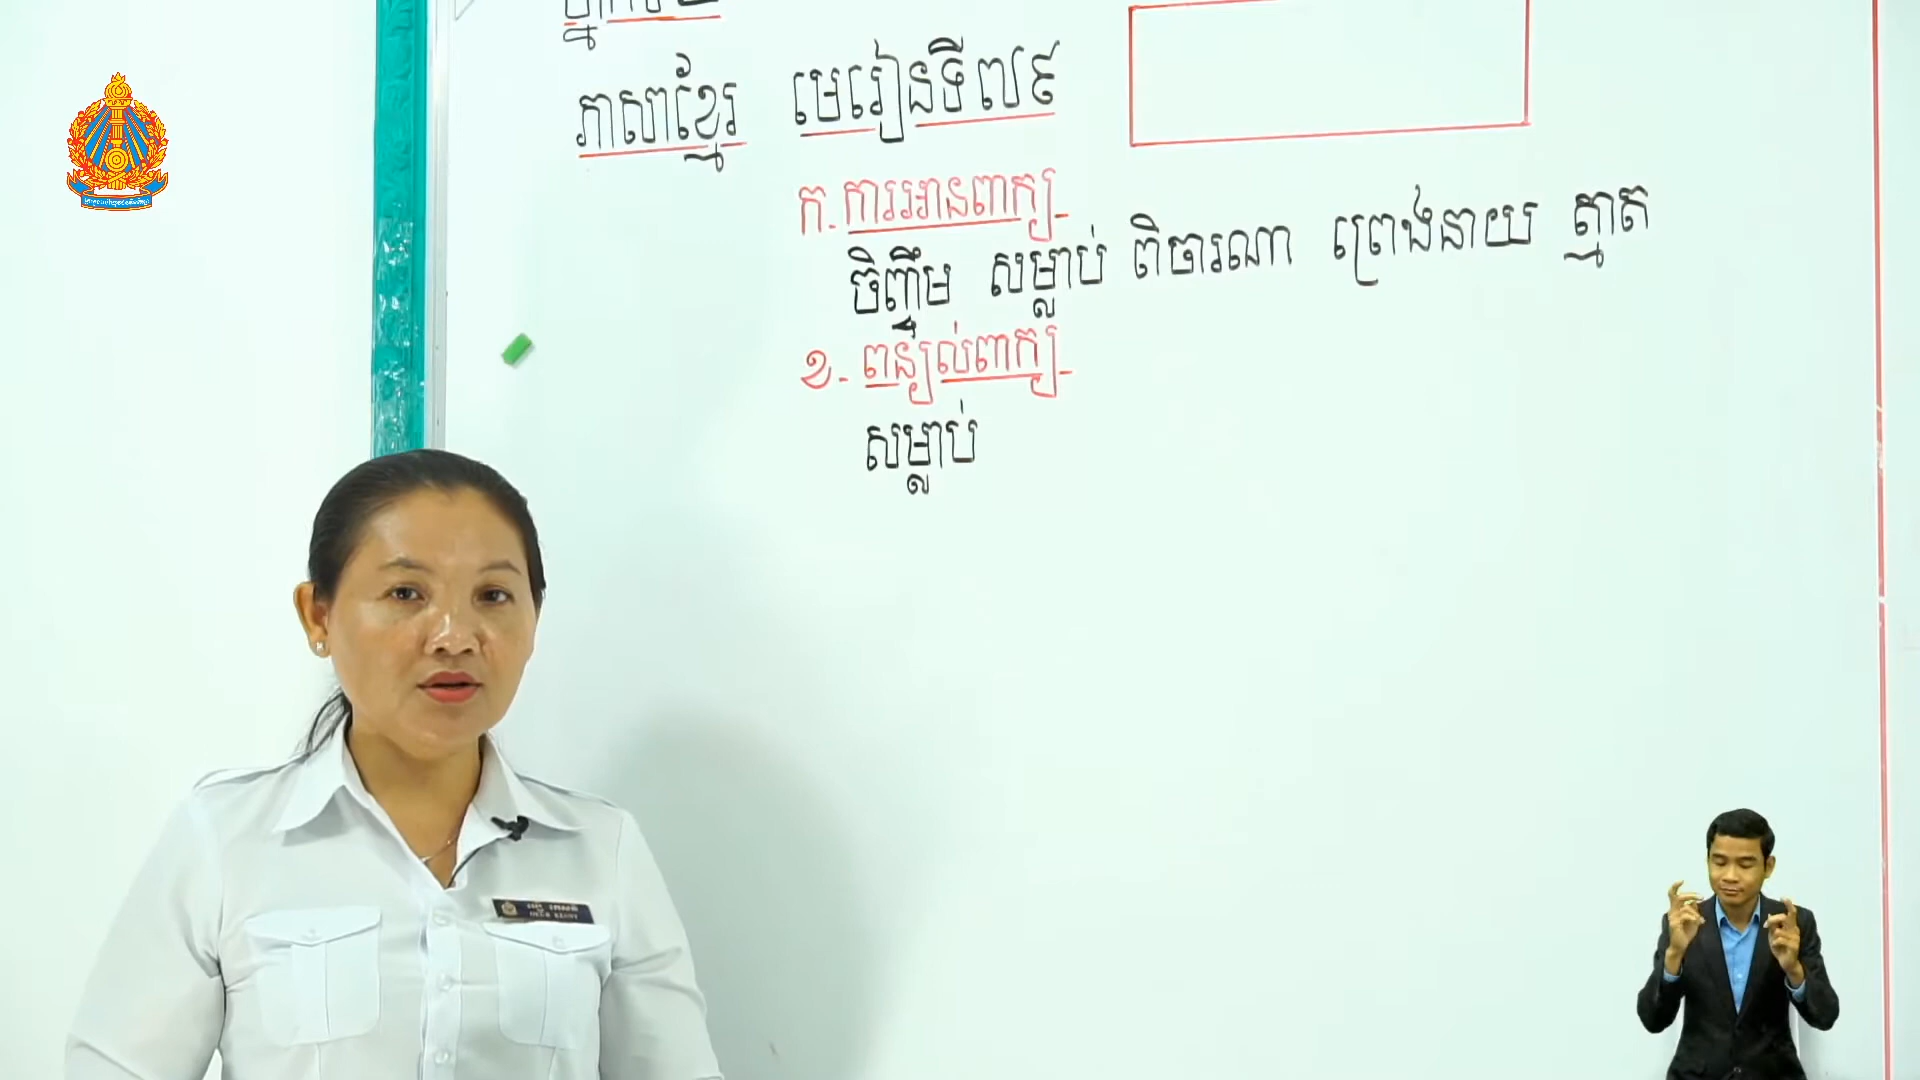 ភាសាខ្មែរ មេរៀនទី៧៩
ក. ការអានពាក្យ
ចិញ្ចឹម សម្លាប់ ពិចារណា ព្រេងនាយ ត្មាត
ខ. ពន្យល់ពាក្យ
សម្លាប់